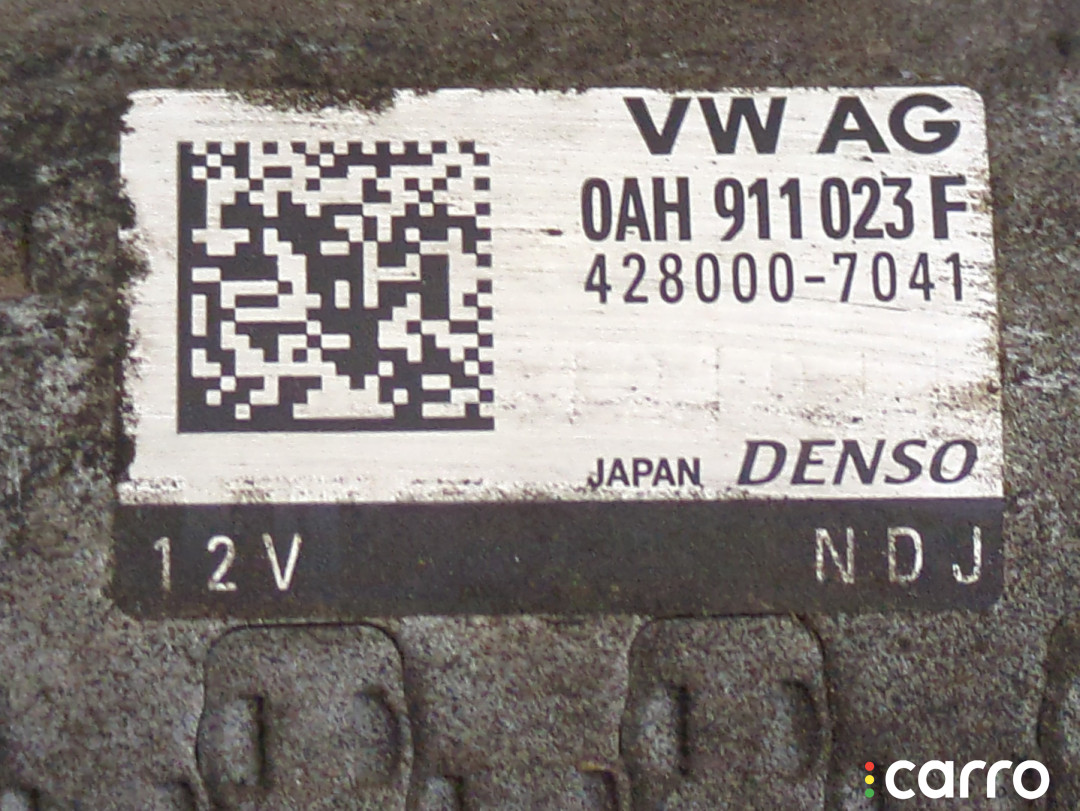 VW AG
0AH 911 023 F
428000-7041
JAPAN DENSO
12V NDJ
carro